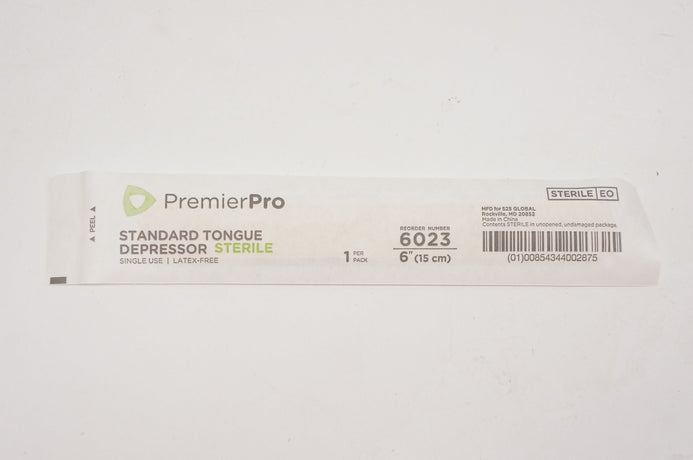 ▲ PEEL ▲
PremierPro
STANDARD TONGUE
DEPRESSOR STERILE
SINGLE USE | LATEX-FREE
1 PER
PACK
REORDER NUMBER
6023
6" (15 cm)
STERILE EO
MFD for S2S GLOBAL
Rockville, MD 20852
Made in China
Contents STERILE in unopened, undamaged package.
(01)00854344002875